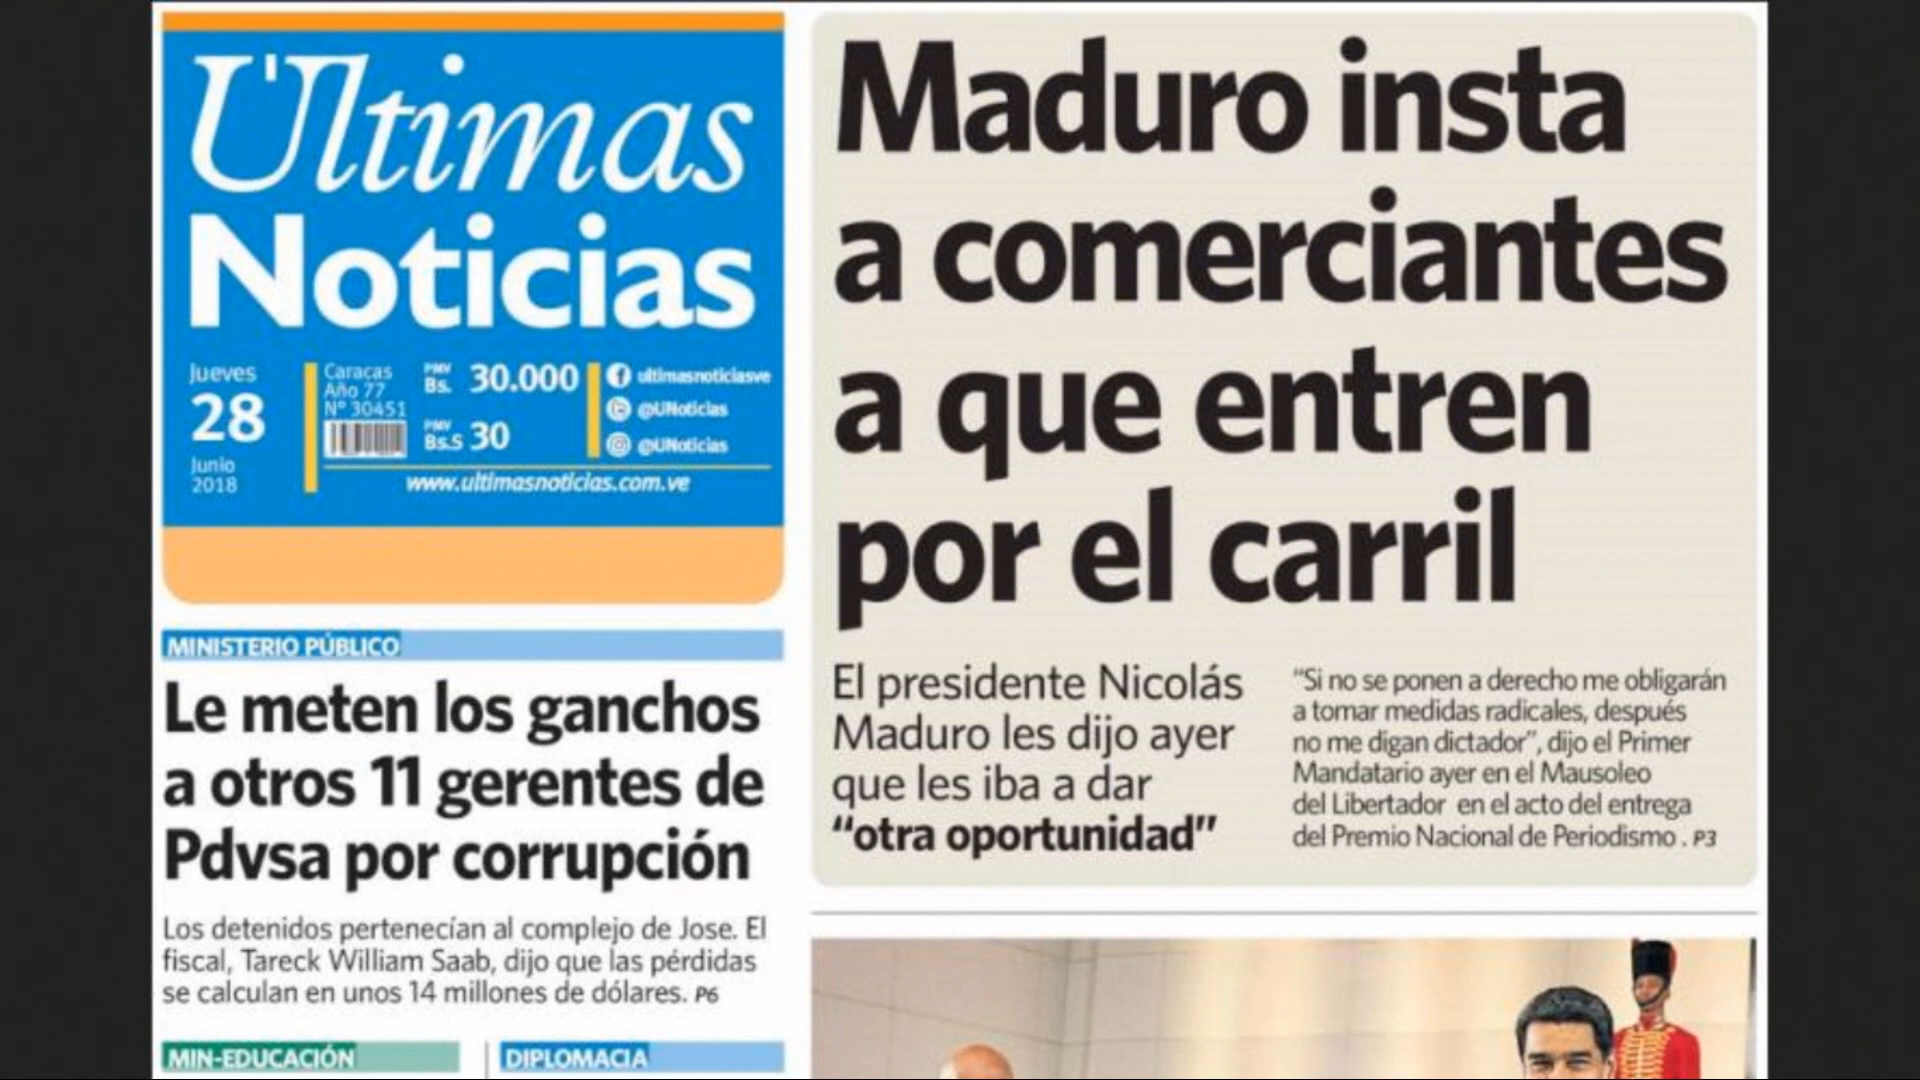 Últimas
Noticias
Jueves
28
Junio
2018
Caracas
Año 77
N° 30451
PMV
Bs. 30.000
PMV
Bs.S 30
ultimasnoticiasve
@UNoticias
@UNoticias
www.ultimasnoticias.com.ve
MINISTERIO PÚBLICO
Le meten los ganchos
a otros 11 gerentes de
Pdvsa por corrupción
Los detenidos pertenecían al complejo de Jose. El
fiscal, Tareck William Saab, dijo que las pérdidas
se calculan en unos 14 millones de dólares. P6
MIN-EDUCACIÓN
DIPLOMACIA
Maduro insta
a comerciantes
a que entren
por el carril
El presidente Nicolás
Maduro les dijo ayer
que les iba a dar
“otra oportunidad”
“Si no se ponen a derecho me obligarán
a tomar medidas radicales, después
no me digan dictador”, dijo el Primer
Mandatario ayer en el Mausoleo
del Libertador en el acto del entrega
del Premio Nacional de Periodismo . P3